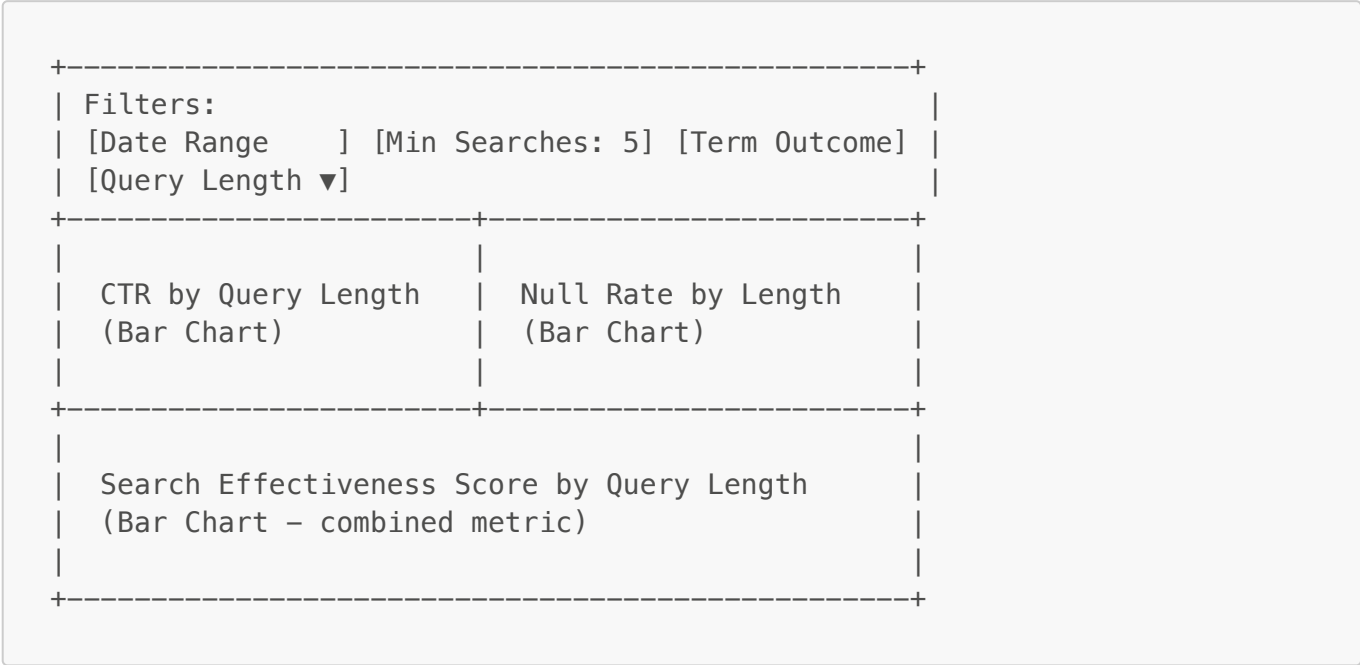 Filters:
[Date Range    ] [Min Searches: 5] [Term Outcome]
[Query Length ▼]
CTR by Query Length
(Bar Chart)
Null Rate by Length
(Bar Chart)
Search Effectiveness Score by Query Length
(Bar Chart – combined metric)